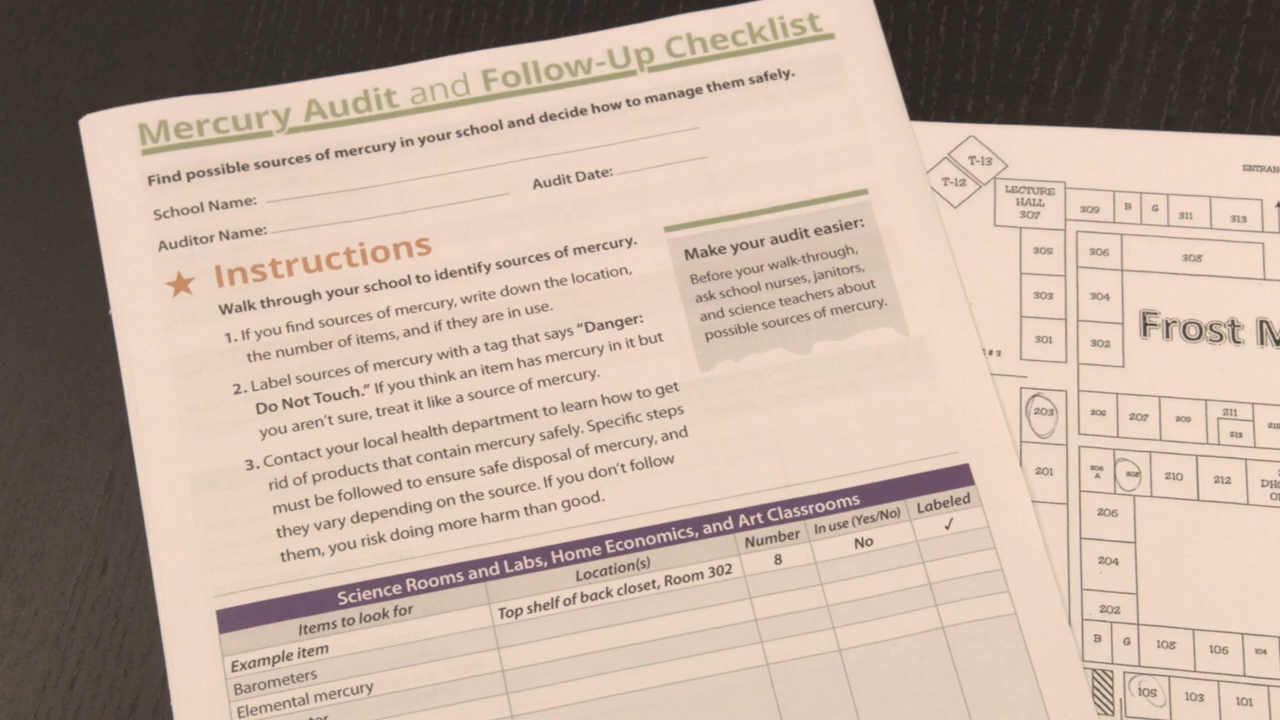 Mercury Audit and Follow-Up Checklist
Find possible sources of mercury in your school and decide how to manage them safely.
School Name:
Auditor Name:
Audit Date:
Instructions
Walk through your school to identify sources of mercury.
1. If you find sources of mercury, write down the location,
the number of items, and if they are in use.
2. Label sources of mercury with a tag that says "Danger:
Do Not Touch." If you think an item has mercury in it but
you aren't sure, treat it like a source of mercury.
3. Contact your local health department to learn how to get
rid of products that contain mercury safely. Specific steps
must be followed to ensure safe disposal of mercury, and
they vary depending on the source. If you don't follow
them, you risk doing more harm than good.
Make your audit easier:
Before your walk-through,
ask school nurses, janitors,
and science teachers about
possible sources of mercury.
Science Rooms and Labs, Home Economics, and Art Classrooms
Items to look for Location(s) Number In use (Yes/No) Labeled
Example item Top shelf of back closet, Room 302 8 No ✓
Barometers
Elemental mercury
T-13
T-12
LECTURE
HALL
307
309 B G 311 313
305
303
301
306 308
304
302
Frost M
203
201
207 209 211
210 212
206
204
202
B G 108 106 104
105 103 101